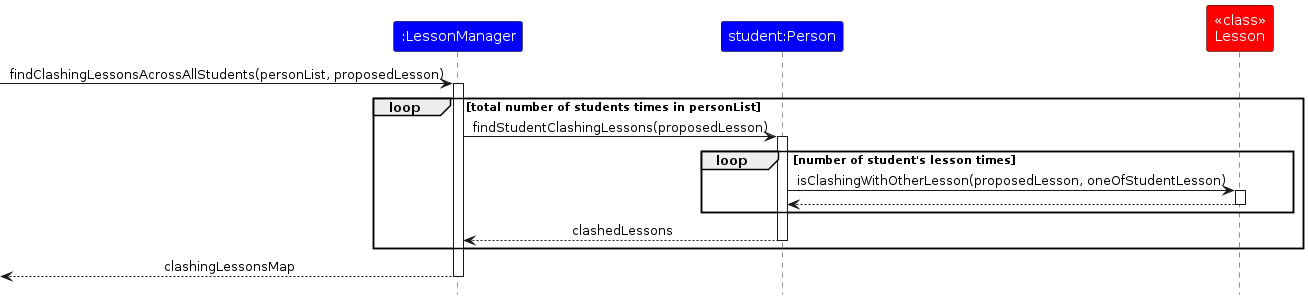 :LessonManager
student:Person
«class»
Lesson
findClashingLessonsAcrossAllStudents(personList, proposedLesson)
loop
[total number of students times in personList]
findStudentClashingLessons(proposedLesson)
loop
[number of student's lesson times]
isClashingWithOtherLesson(proposedLesson, oneOfStudentLesson)
clashedLessons
clashingLessonsMap